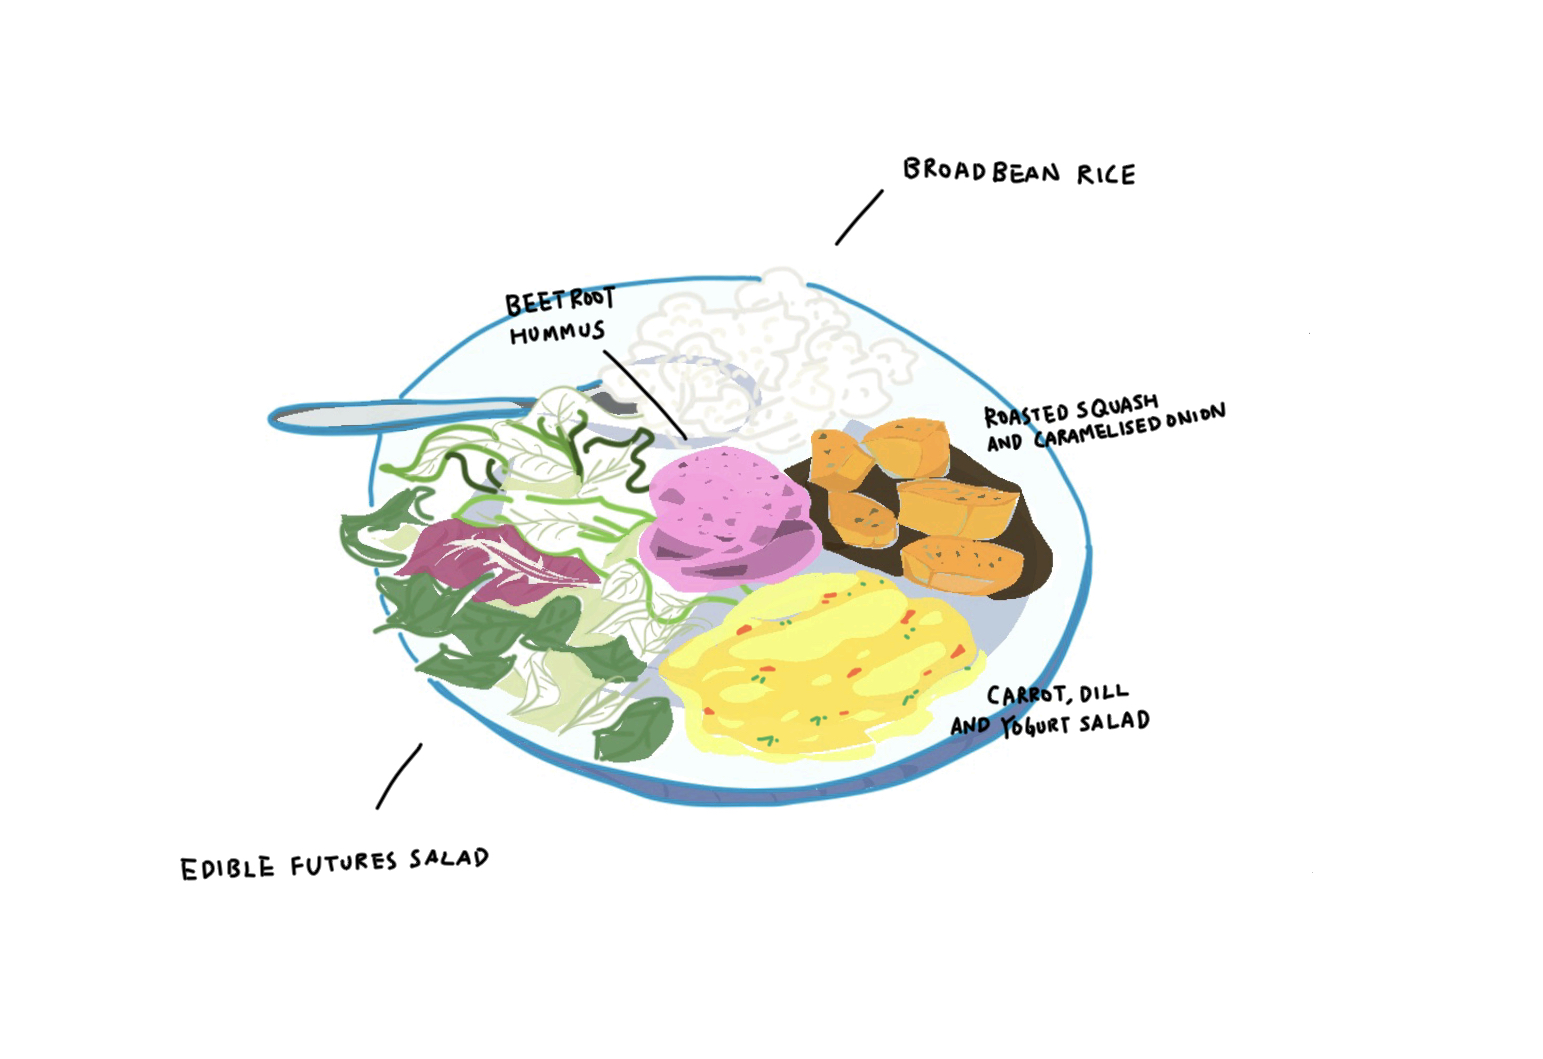 BROADBEAN RICE
BEETROOT
HUMMUS
ROASTED SQUASH
AND CARAMELISED ONION
CARROT, DILL
AND YOGURT SALAD
EDIBLE FUTURES SALAD